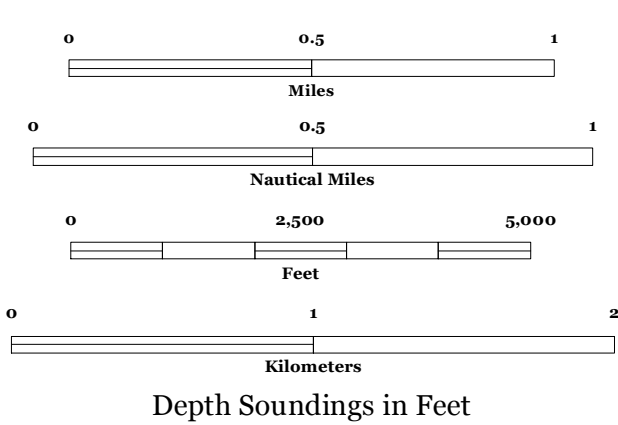 0 0.5 1
Miles
0 0.5 1
Nautical Miles
0 2,500 5,000
Feet
0 1 2
Kilometers
Depth Soundings in Feet